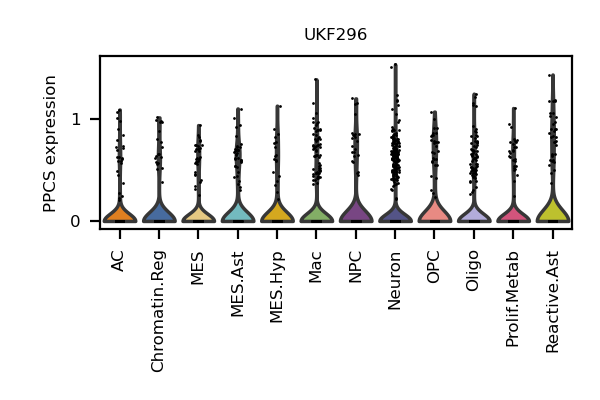 UKF296
PPCS expression
1
0
AC
Chromatin.Reg
MES
MES.Ast
MES.Hyp
Mac
NPC
Neuron
OPC
Oligo
Prolif.Metab
Reactive.Ast